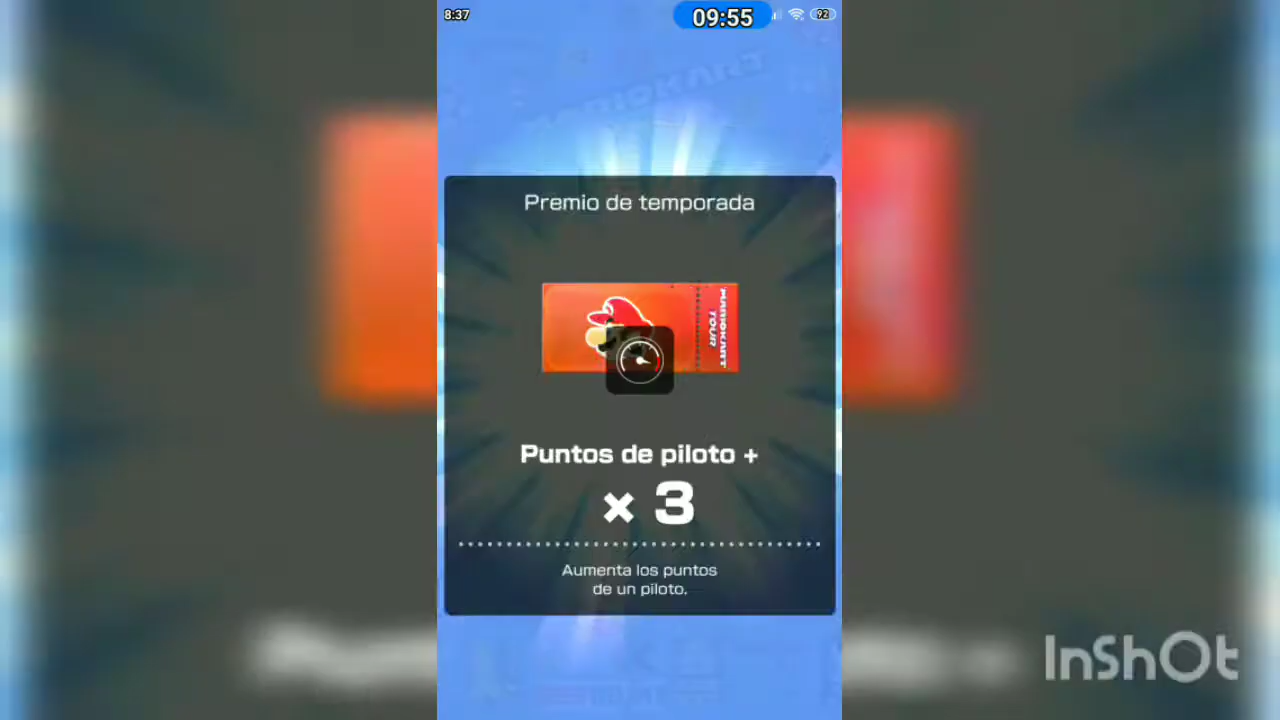 8:37
09:55
92
MARIOKART
Premio de temporada
MARIOKART
TOUR
Puntos de piloto +
× 3
Aumenta los puntos
de un piloto.
InShOt